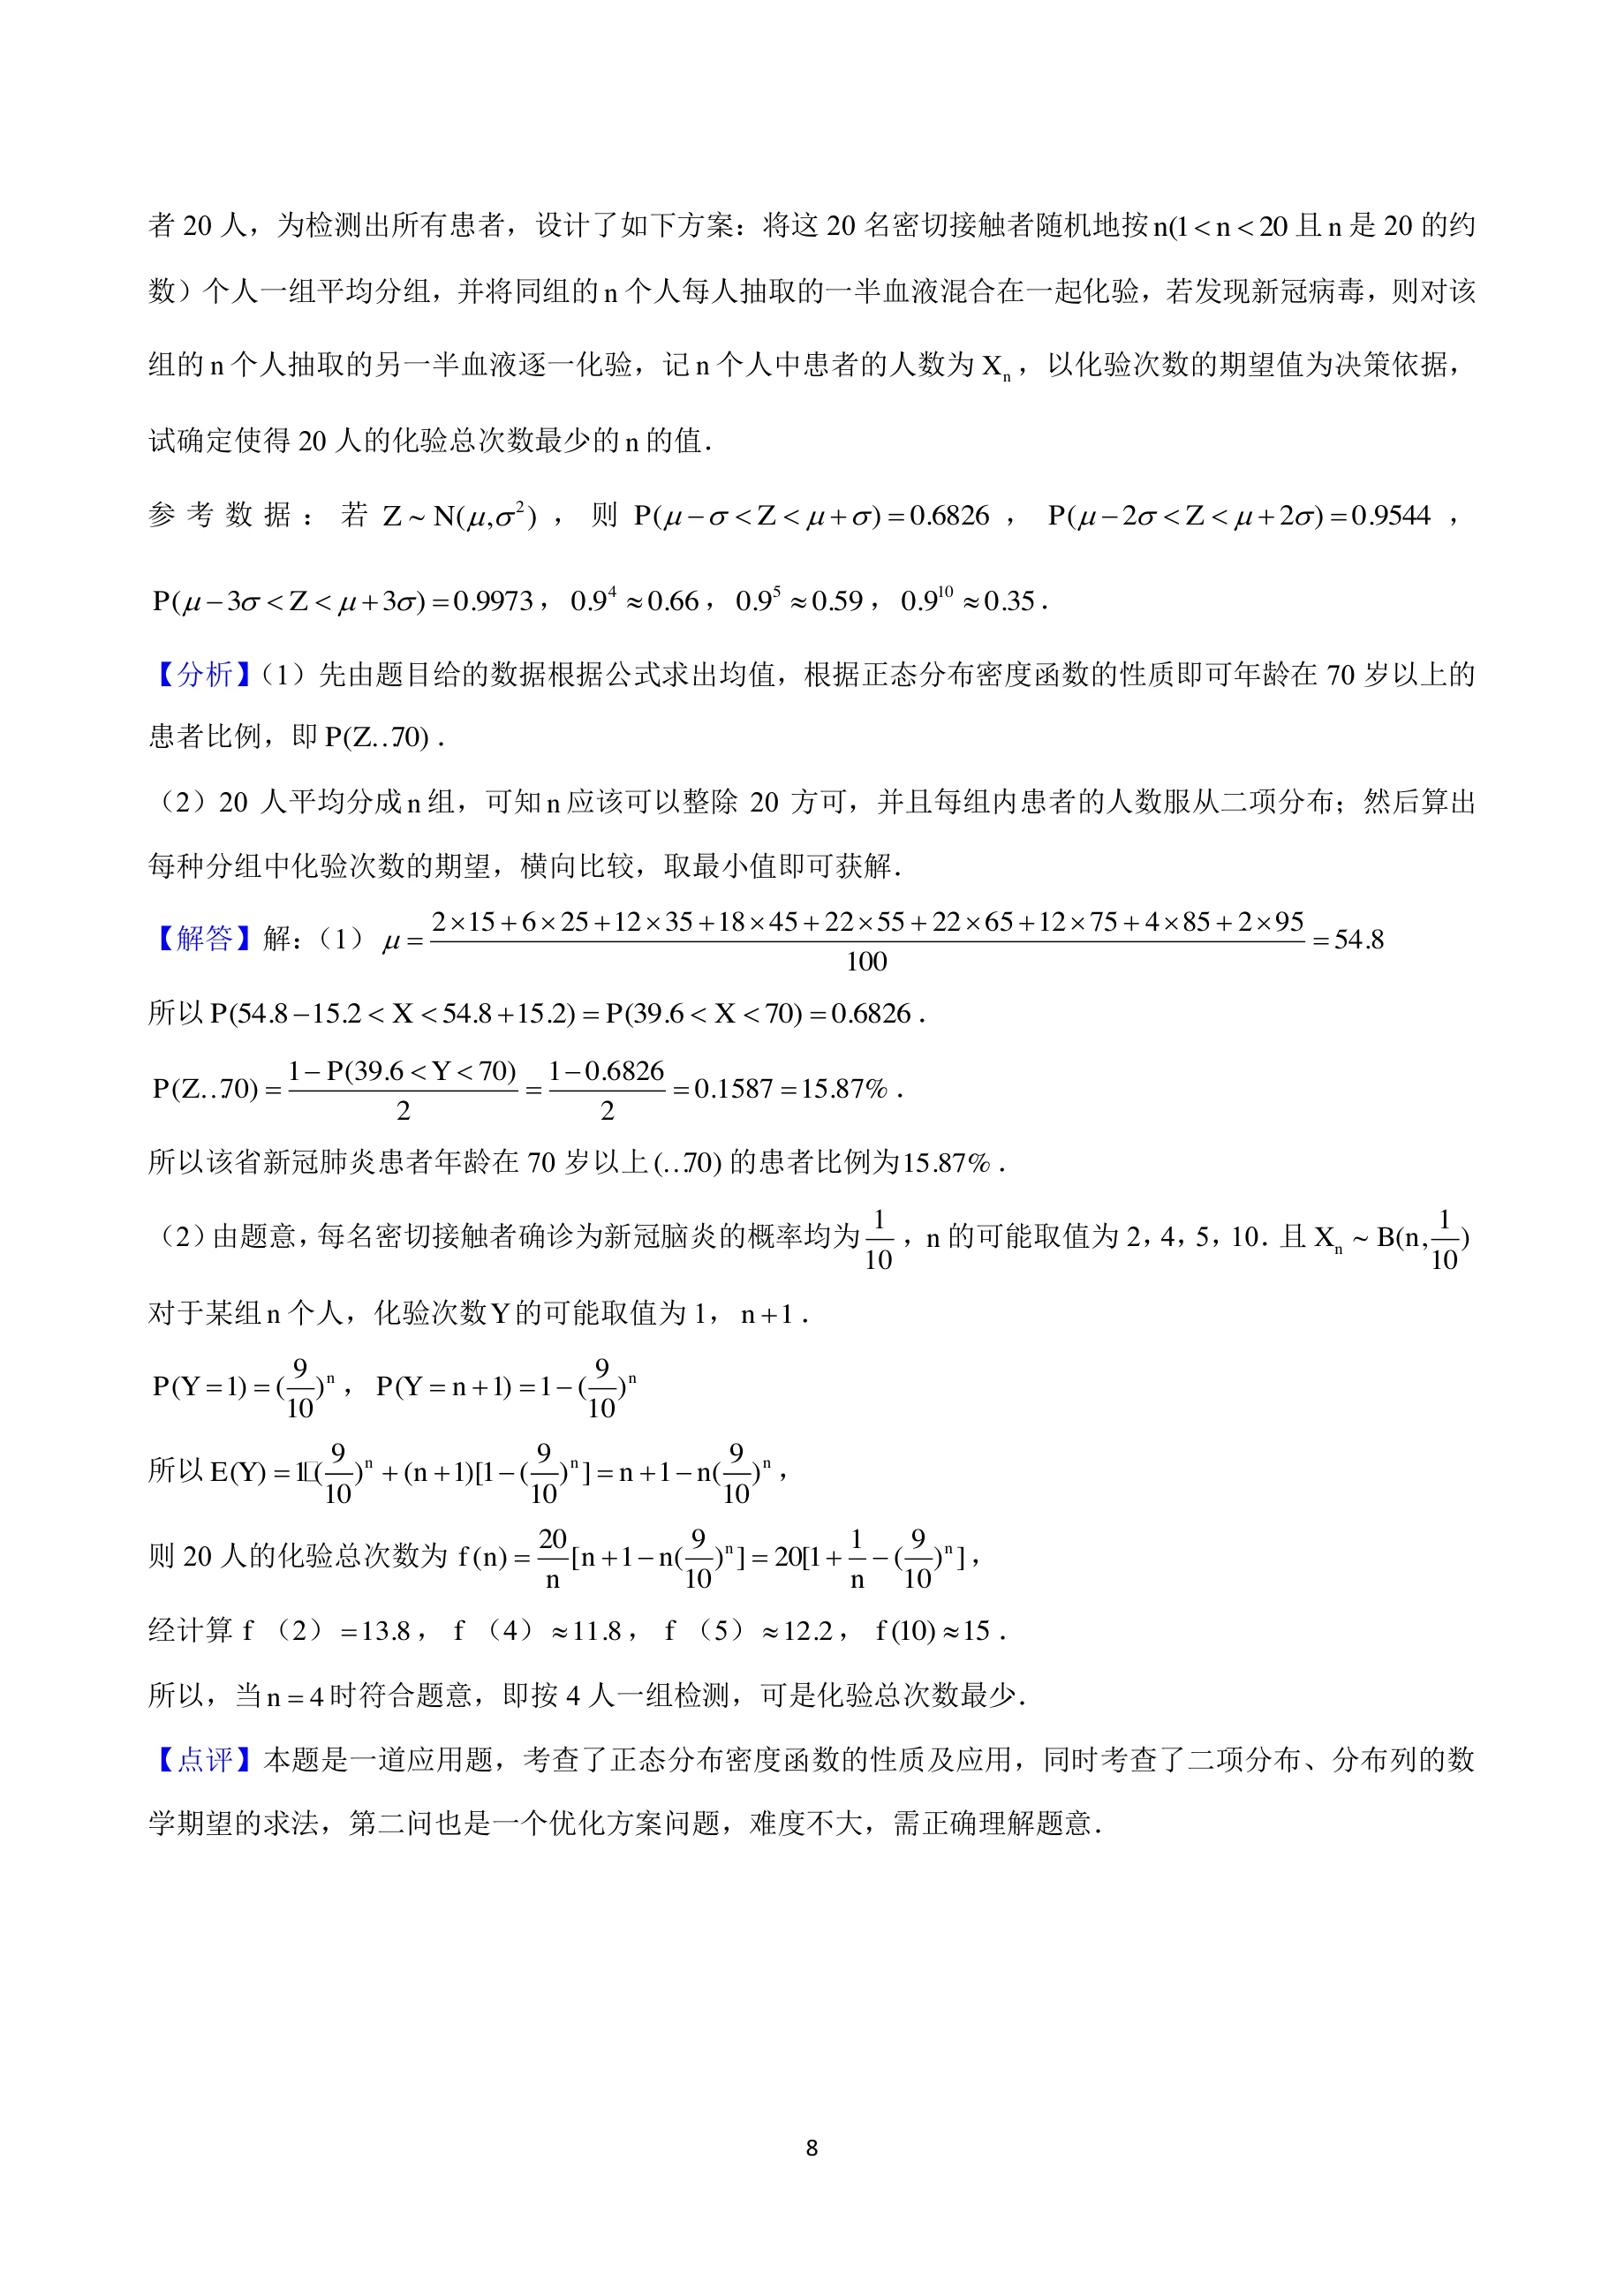 者 20 人，为检测出所有患者，设计了如下方案：将这 20 名密切接触者随机地按n(1<n<20且n是 20 的约
数）个人一组平均分组，并将同组的n个人每人抽取的一半血液混合在一起化验，若发现新冠病毒，则对该
组的n个人抽取的另一半血液逐一化验，记n个人中患者的人数为Xₙ，以化验次数的期望值为决策依据，
试确定使得 20 人的化验总次数最少的n的值．
参考数据：若Z~N(μ,σ²)，则P(μ−σ<Z<μ+σ)=0.6826，P(μ−2σ<Z<μ+2σ)=0.9544，
P(μ−3σ<Z<μ+3σ)=0.9973，0.9⁴≈0.66，0.9⁵≈0.59，0.9¹⁰≈0.35．
【分析】（1）先由题目给的数据根据公式求出均值，根据正态分布密度函数的性质即可年龄在 70 岁以上的
患者比例，即P(Z…70)．
（2）20 人平均分成n组，可知n应该可以整除 20 方可，并且每组内患者的人数服从二项分布；然后算出
每种分组中化验次数的期望，横向比较，取最小值即可获解．
【解答】解：（1）μ=(2×15+6×25+12×35+18×45+22×55+22×65+12×75+4×85+2×95)/100=54.8
所以P(54.8−15.2<X<54.8+15.2)=P(39.6<X<70)=0.6826．
P(Z…70)=(1−P(39.6<Y<70))/2=(1−0.6826)/2=0.1587=15.87%．
所以该省新冠肺炎患者年龄在 70 岁以上(…70)的患者比例为15.87%．
（2）由题意，每名密切接触者确诊为新冠脑炎的概率均为1/10，n的可能取值为 2，4，5，10．且Xₙ~B(n,1/10)
对于某组n个人，化验次数Y的可能取值为 1，n+1．
P(Y=1)=(9/10)ⁿ，P(Y=n+1)=1−(9/10)ⁿ
所以E(Y)=1□(9/10)ⁿ+(n+1)[1−(9/10)ⁿ]=n+1−n(9/10)ⁿ，
则 20 人的化验总次数为f(n)=20/n[n+1−n(9/10)ⁿ]=20[1+1/n−(9/10)ⁿ]，
经计算f（2）=13.8，f（4）≈11.8，f（5）≈12.2，f(10)≈15．
所以，当n=4时符合题意，即按 4 人一组检测，可是化验总次数最少．
【点评】本题是一道应用题，考查了正态分布密度函数的性质及应用，同时考查了二项分布、分布列的数
学期望的求法，第二问也是一个优化方案问题，难度不大，需正确理解题意．
8